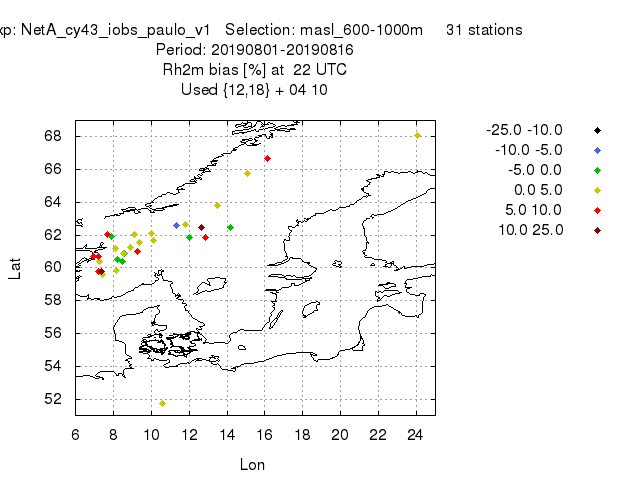 xp: NetA_cy43_iobs_paulo_v1 Selection: masl_600-1000m 31 stations
Period: 20190801-20190816
Rh2m bias [%] at 22 UTC
Used {12,18} + 04 10
-25.0 -10.0
-10.0 -5.0
-5.0 0.0
0.0 5.0
5.0 10.0
10.0 25.0
68
66
64
62
60
58
56
54
52
Lat
6 8 10 12 14 16 18 20 22 24
Lon